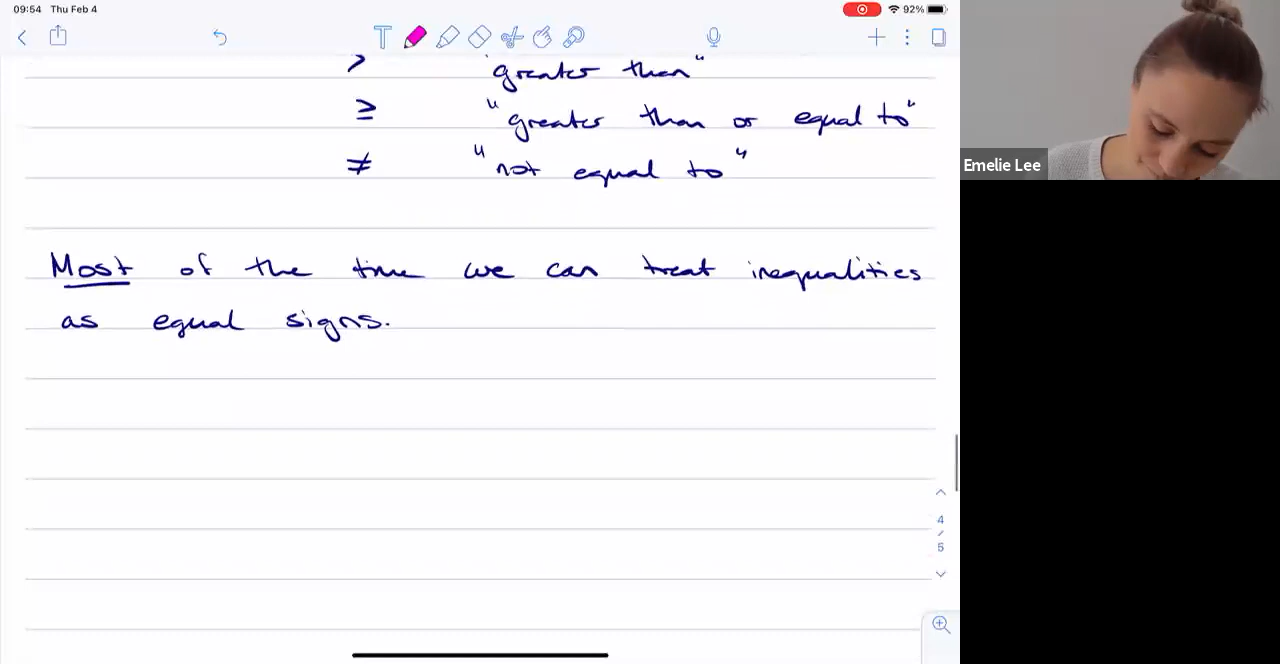 09:54 Thu Feb 4
92%
T
> "greater than"
≥ "greater than or equal to"
≠ "not equal to"
Most of the time we can treat inequalities
as equal signs.
4
/
5
Emelie Lee